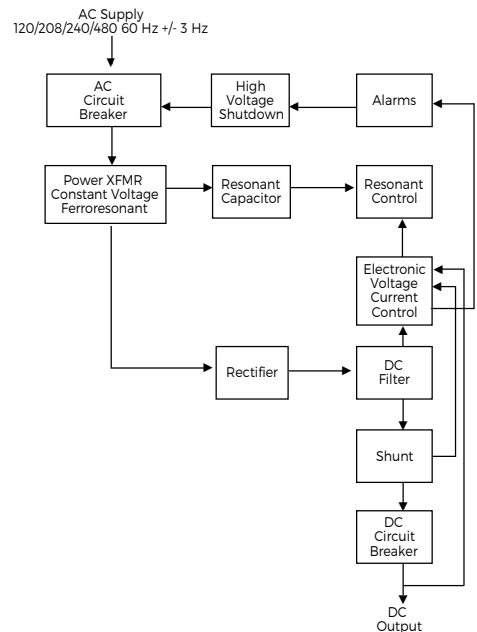 AC Supply
120/208/240/480 60 Hz +/- 3 Hz
AC
Circuit
Breaker
High
Voltage
Shutdown
Alarms
Power XFMR
Constant Voltage
Ferroresonant
Resonant
Capacitor
Resonant
Control
Electronic
Voltage
Current
Control
Rectifier
DC
Filter
Shunt
DC
Circuit
Breaker
DC
Output